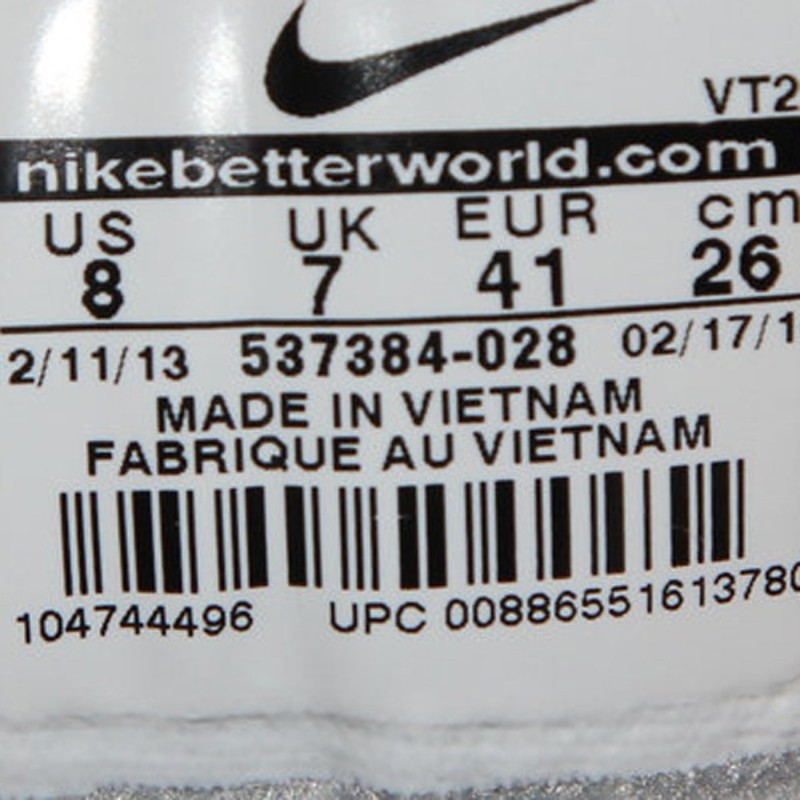 VT2
nikebetterworld.com
US UK EUR cm
8 7 41 26
2/11/13 537384-028 02/17/1
MADE IN VIETNAM
FABRIQUE AU VIETNAM
104744496 UPC 00886551613780